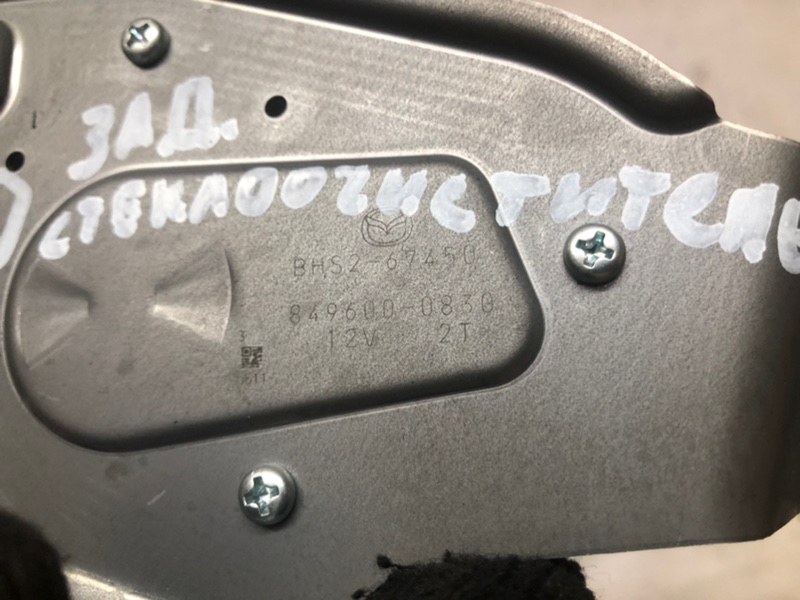 ЗАД.
СТЕКЛООЧИСТИТЕЛЬ
BHS2-67450
849600-0830
12V 2T